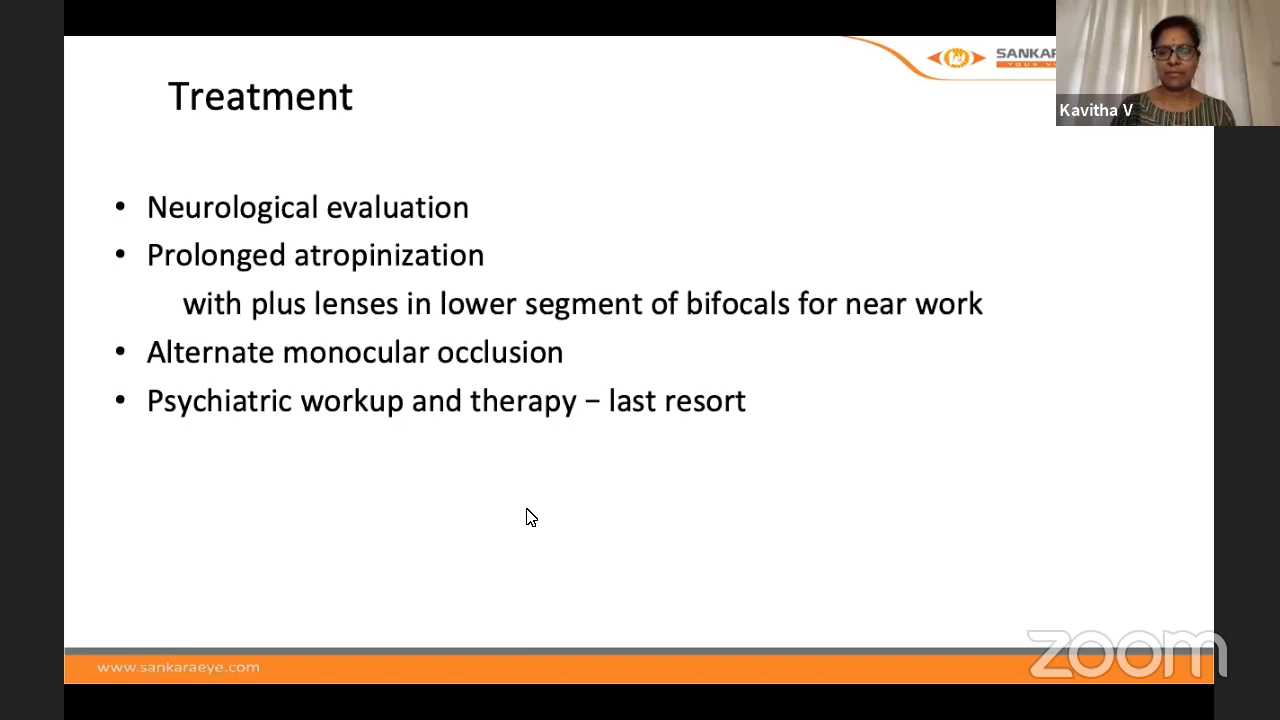 Treatment
SANKARA
Kavitha V
• Neurological evaluation
• Prolonged atropinization
with plus lenses in lower segment of bifocals for near work
• Alternate monocular occlusion
• Psychiatric workup and therapy – last resort
www.sankaraeye.com
zoom